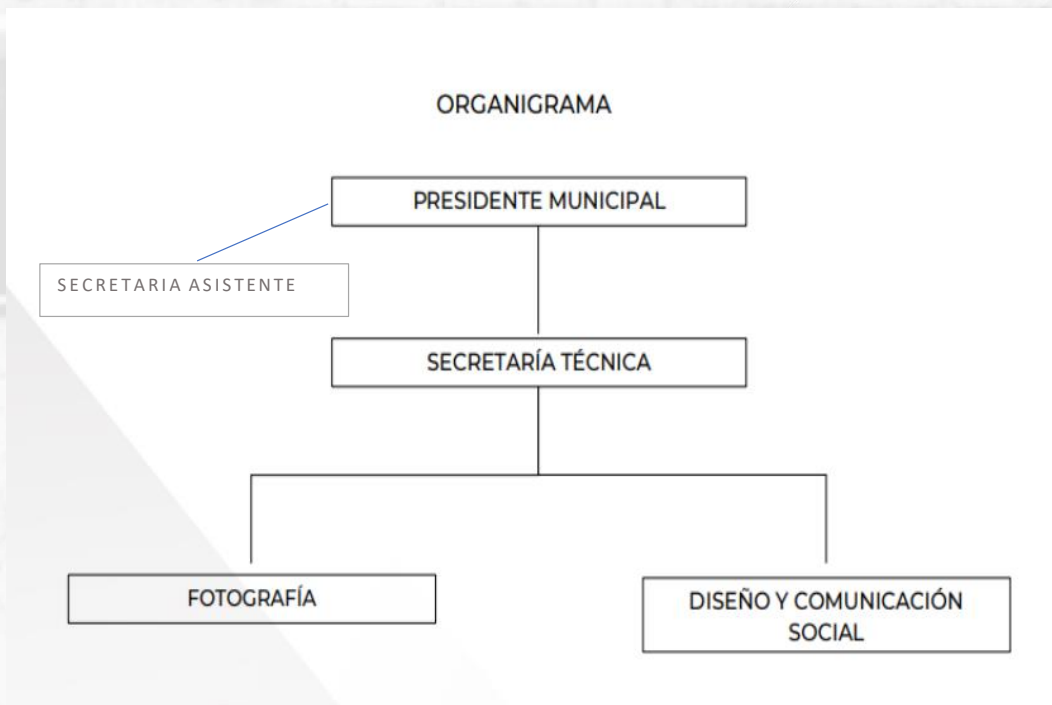 ORGANIGRAMA
PRESIDENTE MUNICIPAL
SECRETARIA ASISTENTE
SECRETARÍA TÉCNICA
FOTOGRAFÍA
DISEÑO Y COMUNICACIÓN
SOCIAL